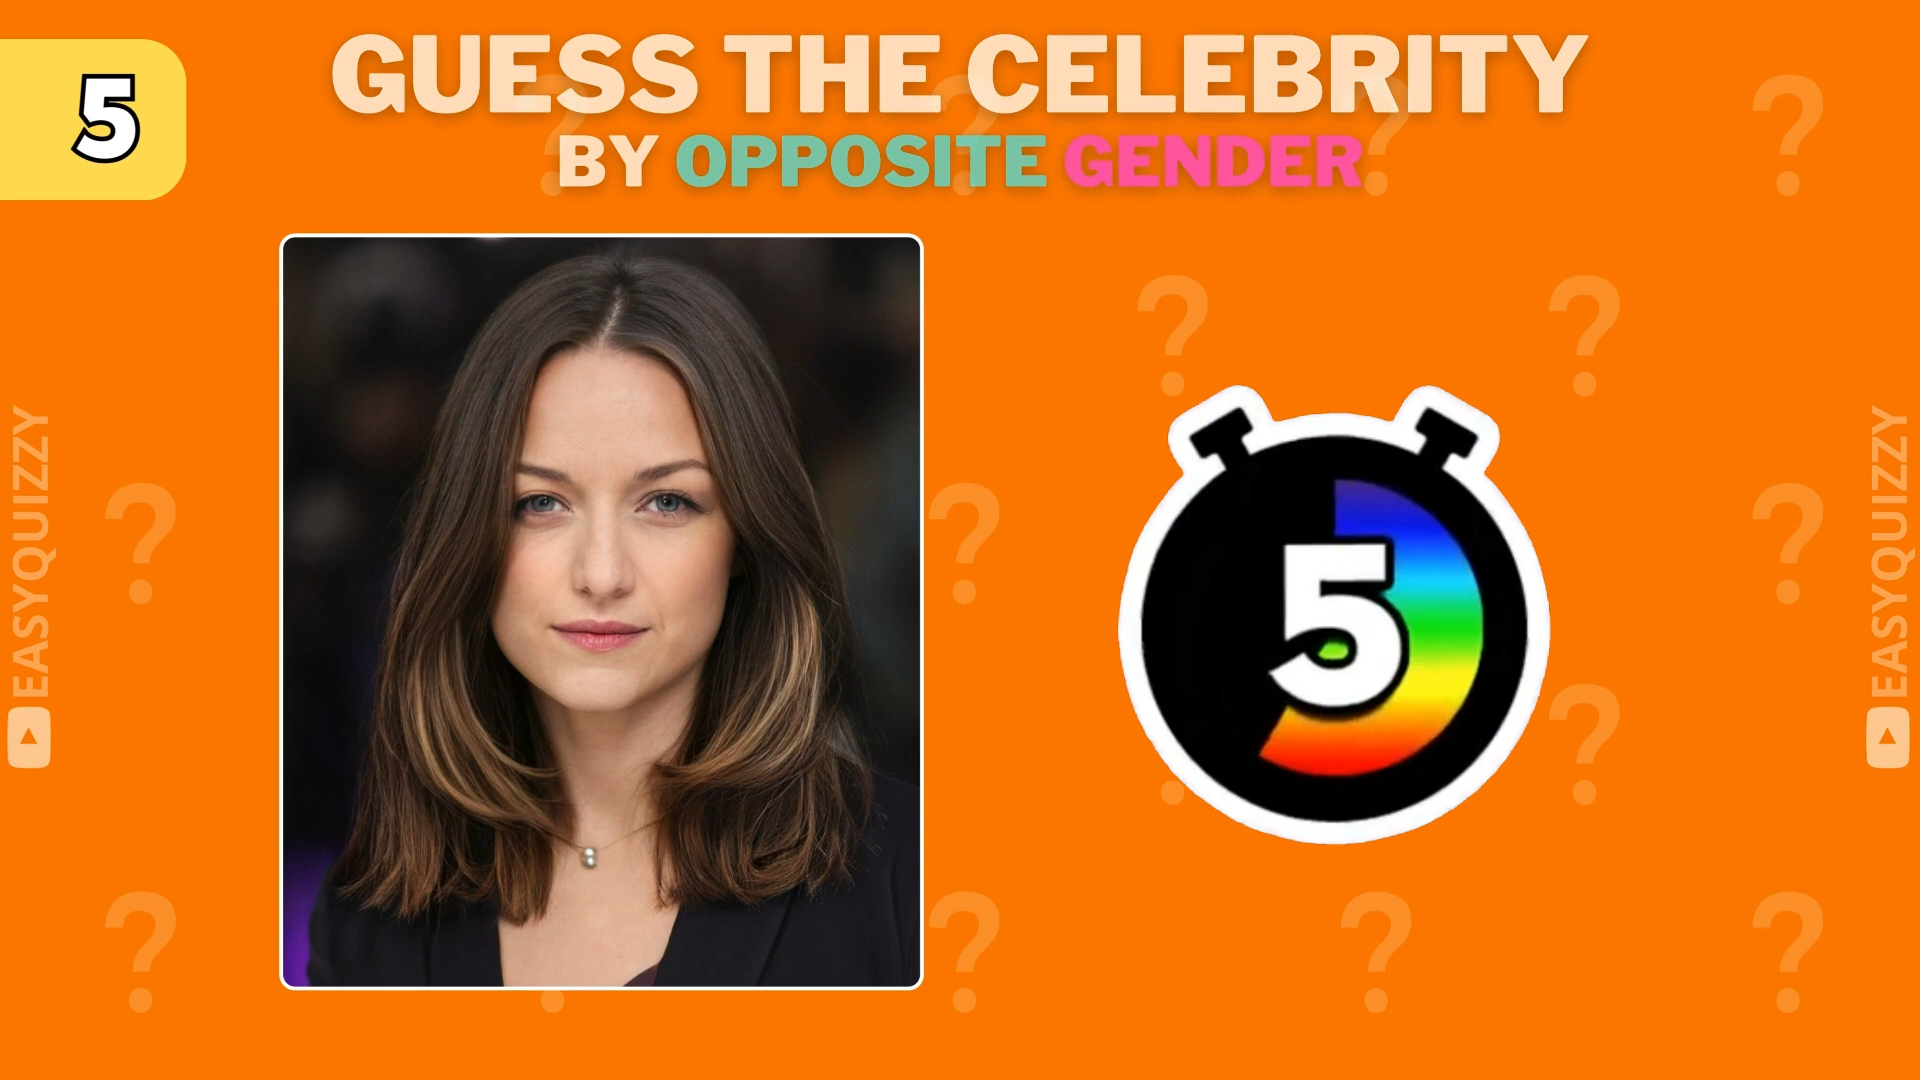 5
GUESS THE CELEBRITY
BY OPPOSITE GENDER
5
EASYQUIZZY
EASYQUIZZY